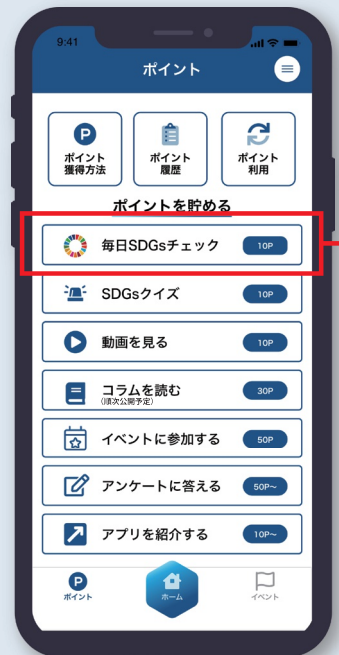 9:41
ポイント
P
ポイント
獲得方法
ポイント
履歴
ポイント
利用
ポイントを貯める
毎日SDGsチェック 10P
SDGsクイズ 10P
動画を見る 10P
コラムを読む 30P
(順次公開予定)
イベントに参加する 50P
アンケートに答える 50P～
アプリを紹介する 10P～
P
ポイント
ホーム
イベント